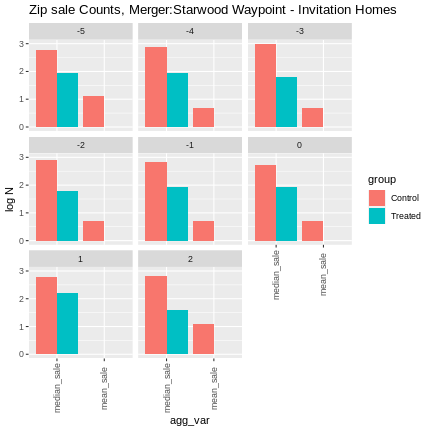 Zip sale Counts, Merger:Starwood Waypoint - Invitation Homes
-5
-4
-3
3
2
1
0
-2
-1
0
3
2
1
0
1
2
3
2
1
0
log N
median_sale
mean_sale
median_sale
mean_sale
median_sale
mean_sale
agg_var
group
Control
Treated